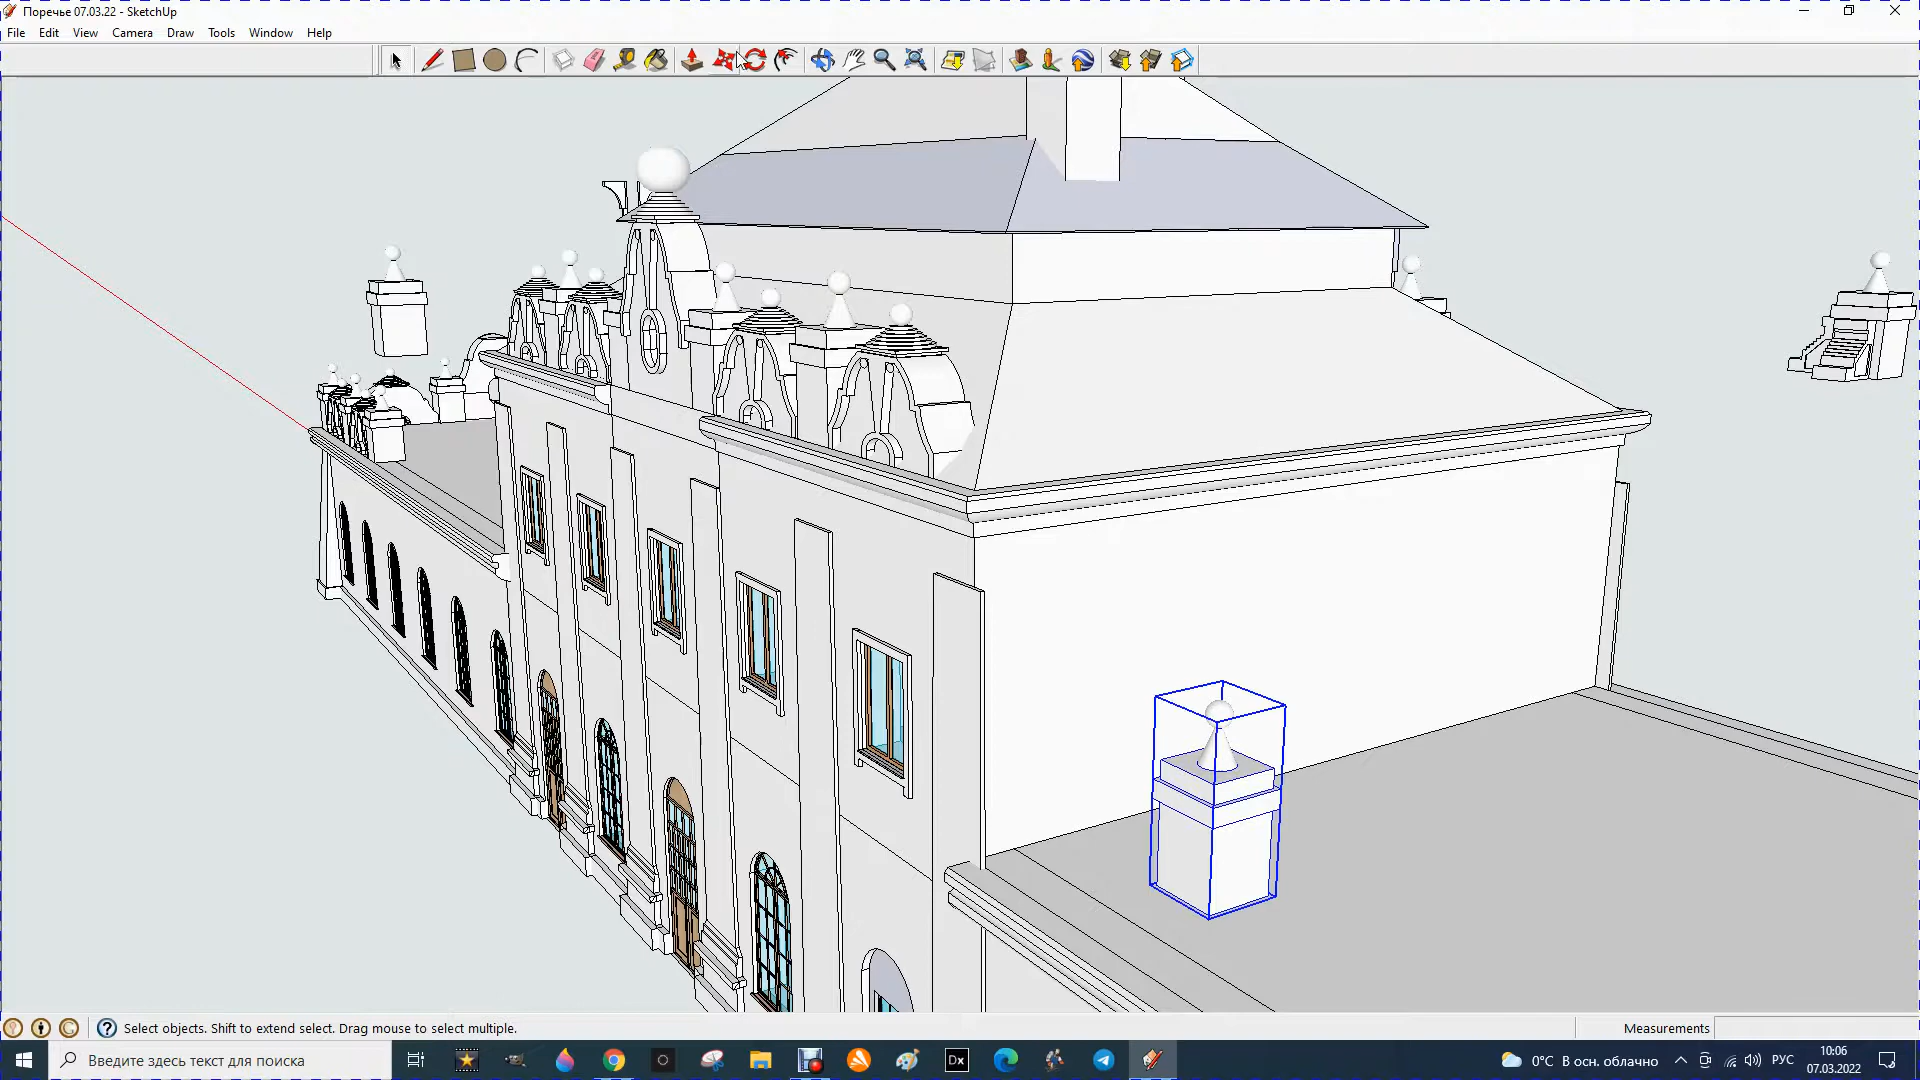 Поречье 07.03.22 - SketchUp
File Edit View Camera Draw Tools Window Help
Select objects. Shift to extend select. Drag mouse to select multiple.
Measurements
Введите здесь текст для поиска
Dx
0°C В осн. облачно
РУС
10:06
07.03.2022